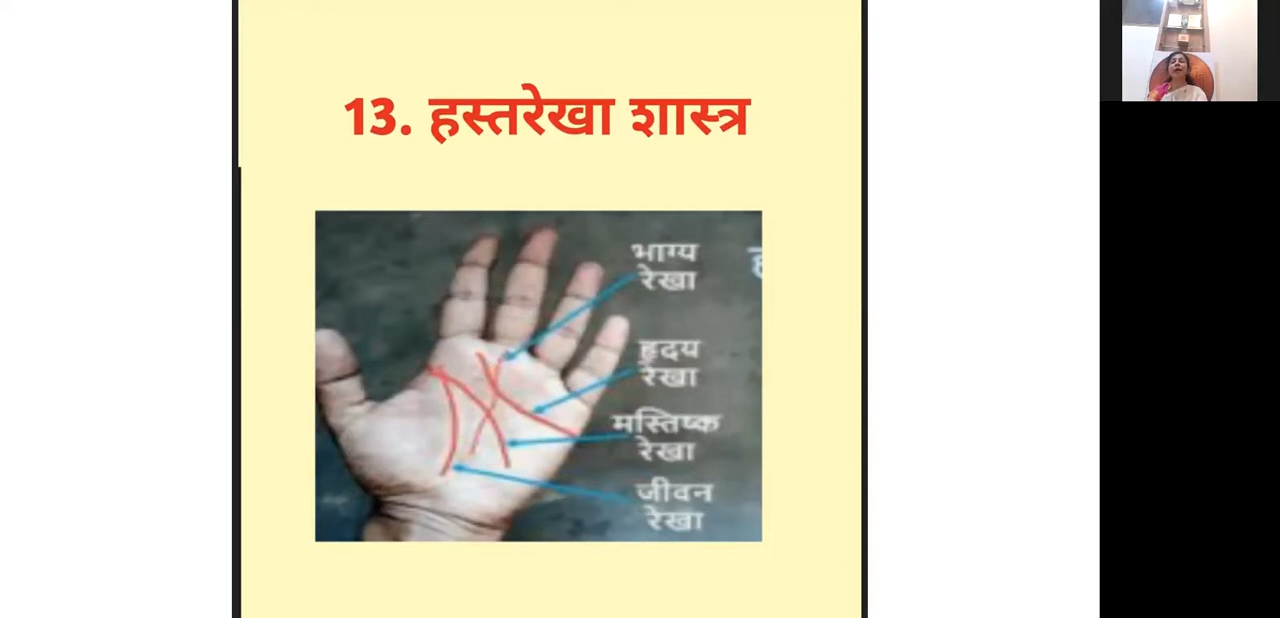 13. हस्तरेखा शास्त्र
भाग्य
रेखा
हृदय
रेखा
मस्तिष्क
रेखा
जीवन
रेखा